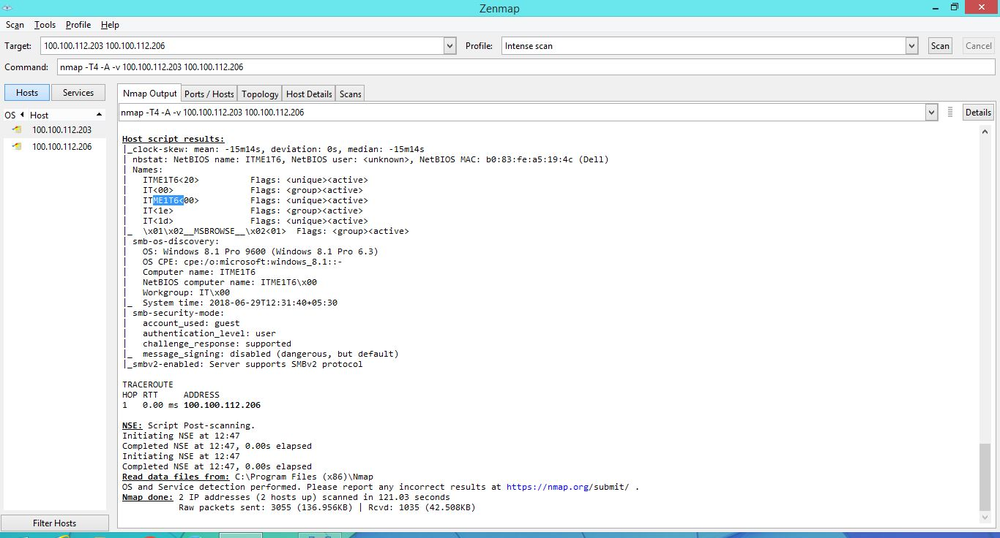 Zenmap
Scan Tools Profile Help
Target: 100.100.112.203 100.100.112.206 Profile: Intense scan Scan Cancel
Command: nmap -T4 -A -v 100.100.112.203 100.100.112.206
Hosts Services
Nmap Output Ports / Hosts Topology Host Details Scans
OS Host
nmap -T4 -A -v 100.100.112.203 100.100.112.206 Details
100.100.112.203
100.100.112.206
Host script results:
|_clock-skew: mean: -15m14s, deviation: 0s, median: -15m14s
| nbstat: NetBIOS name: ITME1T6, NetBIOS user: <unknown>, NetBIOS MAC: b0:83:fe:a5:19:4c (Dell)
| Names:
|   ITME1T6<20>          Flags: <unique><active>
|   IT<00>               Flags: <group><active>
|   ITME1T6<00>          Flags: <unique><active>
|   IT<1e>               Flags: <group><active>
|   IT<1d>               Flags: <unique><active>
|_  \x01\x02__MSBROWSE__\x02<01>  Flags: <group><active>
| smb-os-discovery:
|   OS: Windows 8.1 Pro 9600 (Windows 8.1 Pro 6.3)
|   OS CPE: cpe:/o:microsoft:windows_8.1::-
|   Computer name: ITME1T6
|   NetBIOS computer name: ITME1T6\x00
|   Workgroup: IT\x00
|_  System time: 2018-06-29T12:31:40+05:30
| smb-security-mode:
|   account_used: guest
|   authentication_level: user
|   challenge_response: supported
|_  message_signing: disabled (dangerous, but default)
|_smbv2-enabled: Server supports SMBv2 protocol
TRACEROUTE
HOP RTT     ADDRESS
1   0.00 ms 100.100.112.206
NSE: Script Post-scanning.
Initiating NSE at 12:47
Completed NSE at 12:47, 0.00s elapsed
Initiating NSE at 12:47
Completed NSE at 12:47, 0.00s elapsed
Read data files from: C:\Program Files (x86)\Nmap
OS and Service detection performed. Please report any incorrect results at https://nmap.org/submit/ .
Nmap done: 2 IP addresses (2 hosts up) scanned in 121.03 seconds
Raw packets sent: 3055 (136.956KB) | Rcvd: 1035 (42.508KB)
Filter Hosts